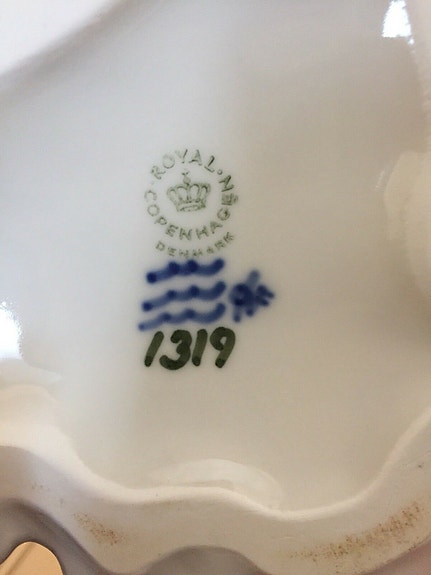 ROYAL
COPENHAGEN
DENMARK
1319